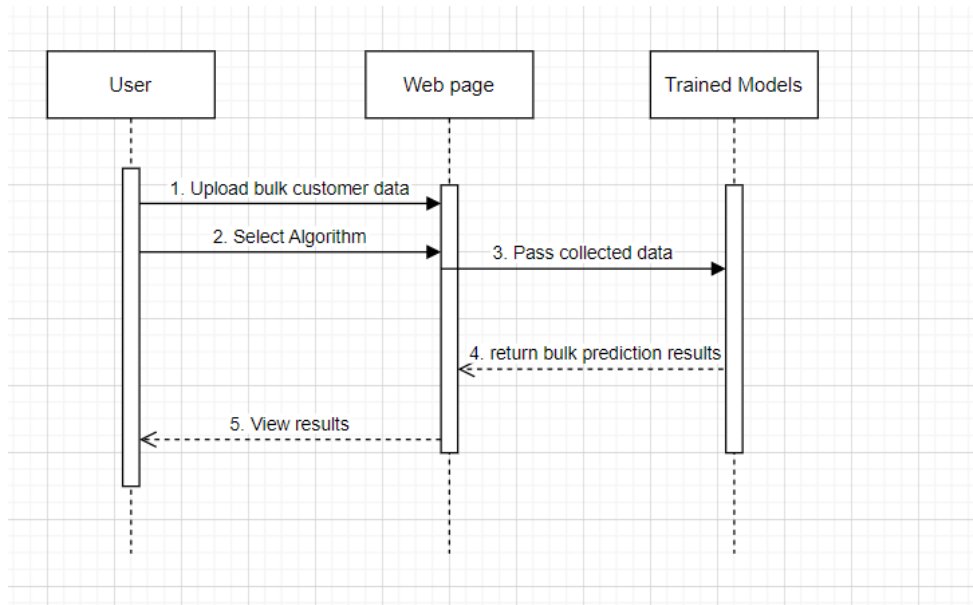 User
Web page
Trained Models
1. Upload bulk customer data
2. Select Algorithm
3. Pass collected data
4. return bulk prediction results
5. View results